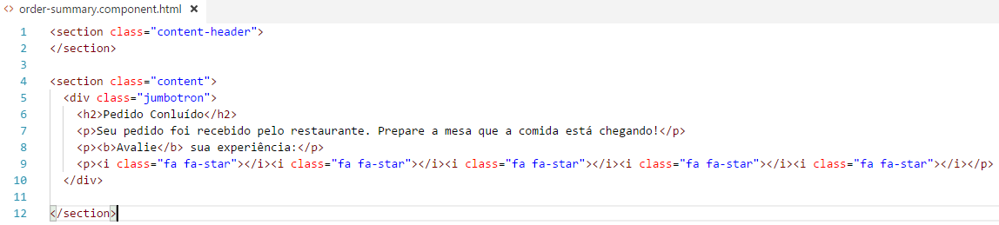 <> order-summary.component.html ×
1 <section class="content-header">
2 </section>
3
4 <section class="content">
5 <div class="jumbotron">
6 <h2>Pedido Conluído</h2>
7 <p>Seu pedido foi recebido pelo restaurante. Prepare a mesa que a comida está chegando!</p>
8 <p><b>Avalie</b> sua experiência:</p>
9 <p><i class="fa fa-star"></i><i class="fa fa-star"></i><i class="fa fa-star"></i><i class="fa fa-star"></i><i class="fa fa-star"></i></p>
10 </div>
11
12 </section>